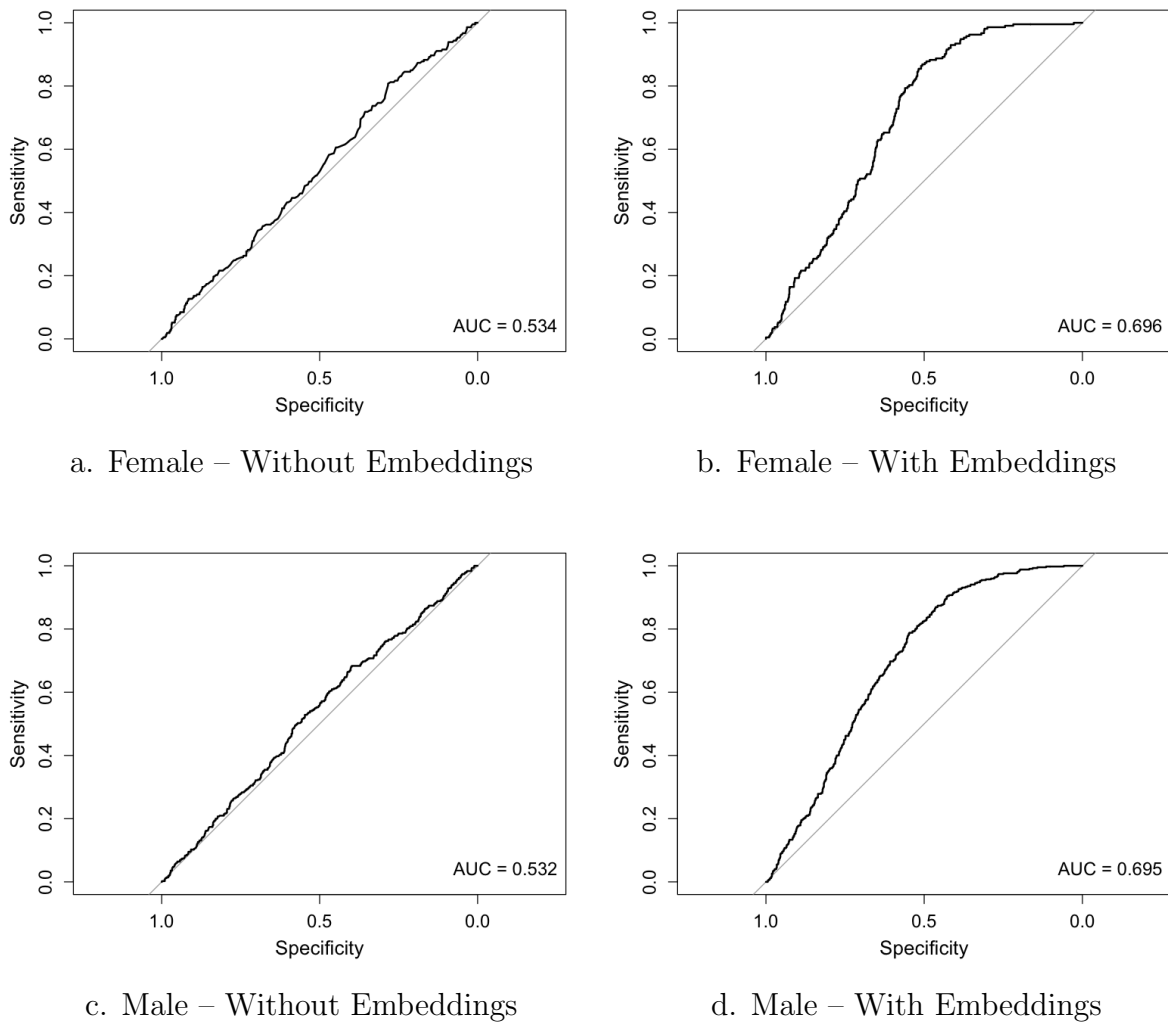 1.0
0.8
0.6
0.4
0.2
0.0
Sensitivity
AUC = 0.534
1.0 0.5 0.0
Specificity
a. Female – Without Embeddings
1.0
0.8
0.6
0.4
0.2
0.0
Sensitivity
AUC = 0.696
1.0 0.5 0.0
Specificity
b. Female – With Embeddings
1.0
0.8
0.6
0.4
0.2
0.0
Sensitivity
AUC = 0.532
1.0 0.5 0.0
Specificity
c. Male – Without Embeddings
1.0
0.8
0.6
0.4
0.2
0.0
Sensitivity
AUC = 0.695
1.0 0.5 0.0
Specificity
d. Male – With Embeddings